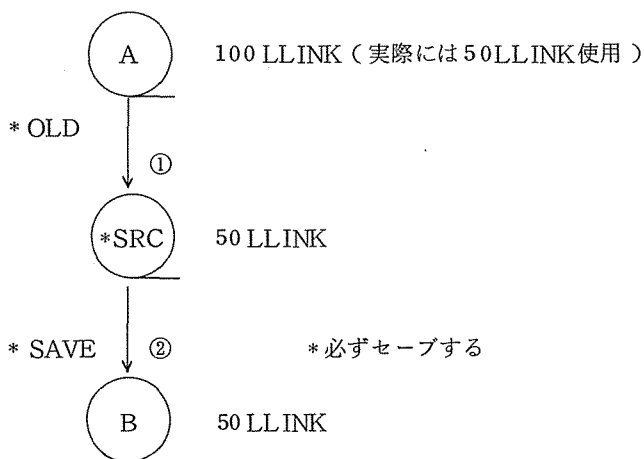 A 100 LLINK（実際には50LLINK使用）
* OLD
①
*SRC 50 LLINK
* SAVE ② *必ずセーブする
B 50 LLINK